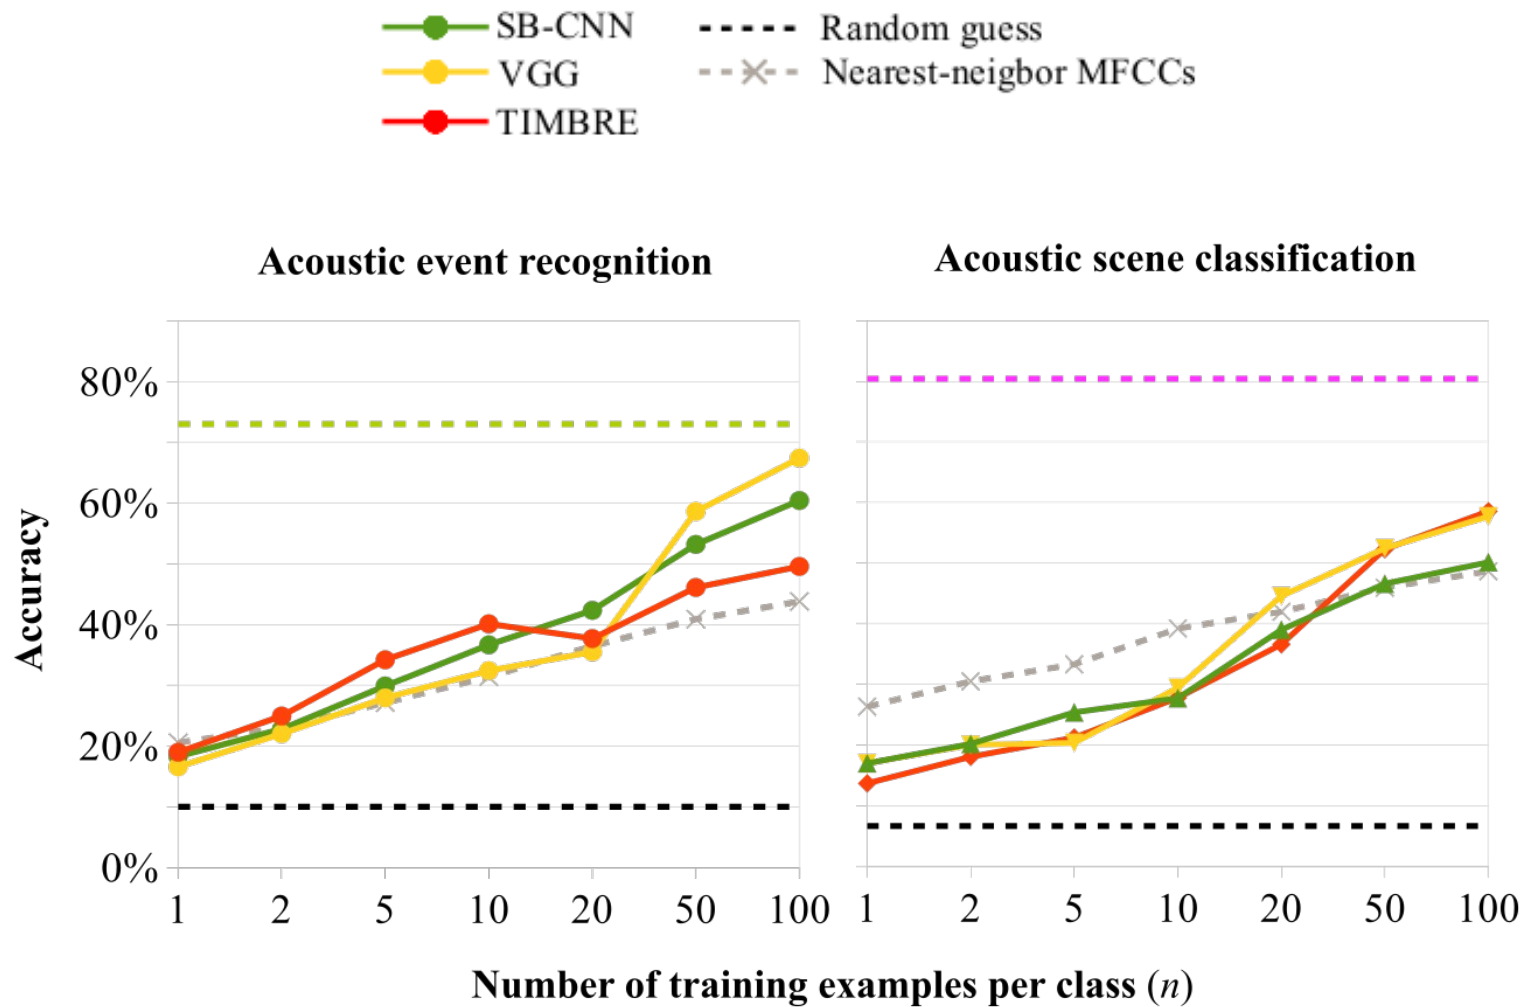 SB-CNN
VGG
TIMBRE
Random guess
Nearest-neigbor MFCCs
Acoustic event recognition
Acoustic scene classification
Accuracy
80%
60%
40%
20%
0%
1 2 5 10 20 50 100
1 2 5 10 20 50 100
Number of training examples per class (n)